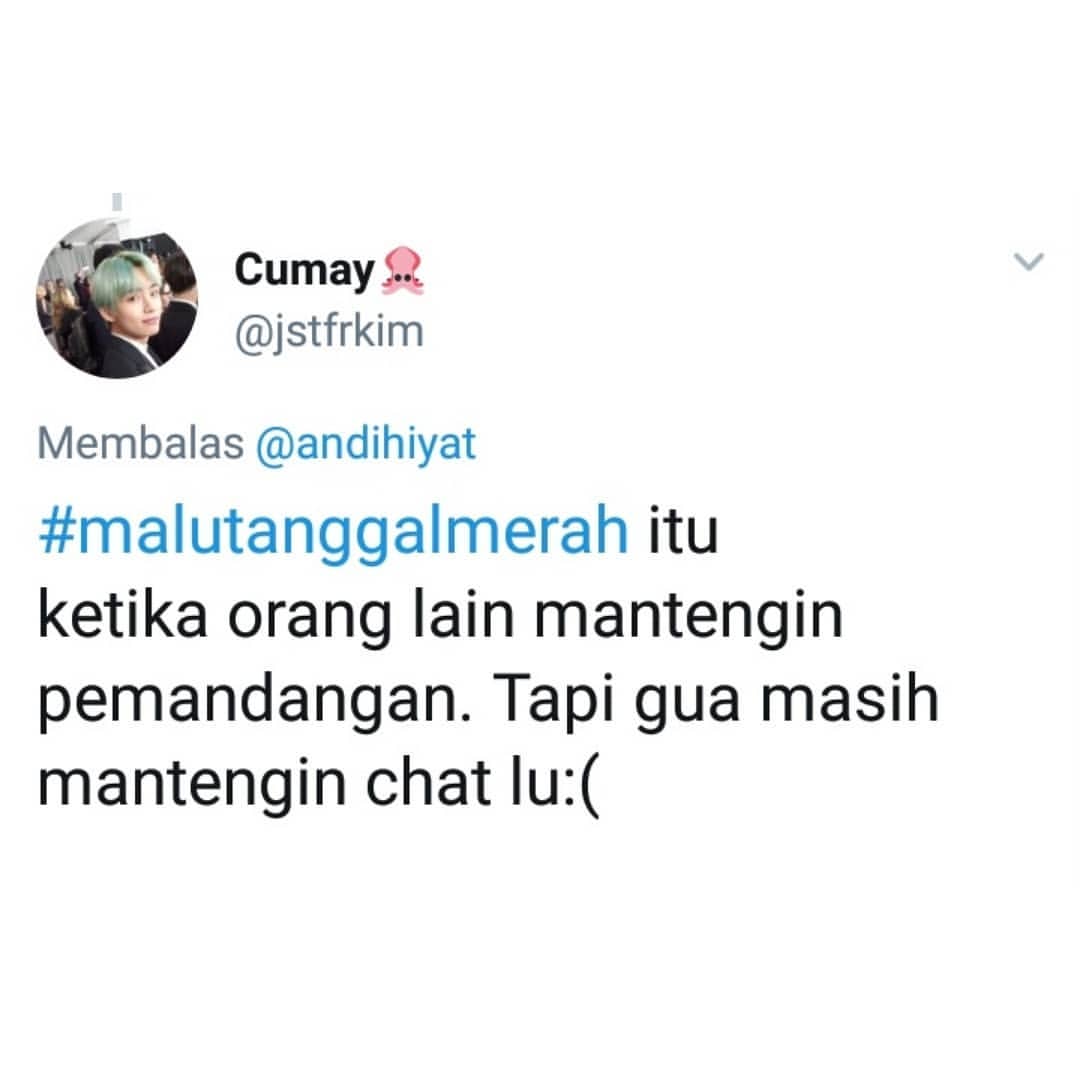 Cumay🦑
@jstfrkim
Membalas @andihiyat
#malutanggalmerah itu
ketika orang lain mantengin
pemandangan. Tapi gua masih
mantengin chat lu:(